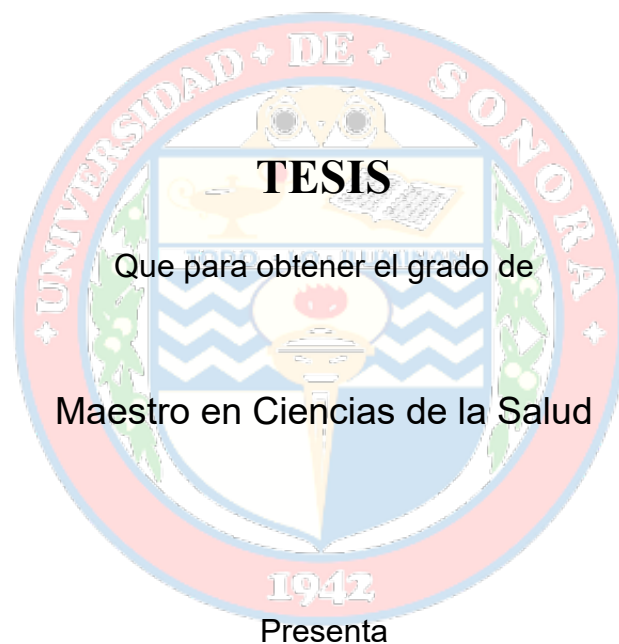 UNIVERSIDAD DE SONORA
TESIS
Que para obtener el grado de
Maestro en Ciencias de la Salud
1942
Presenta